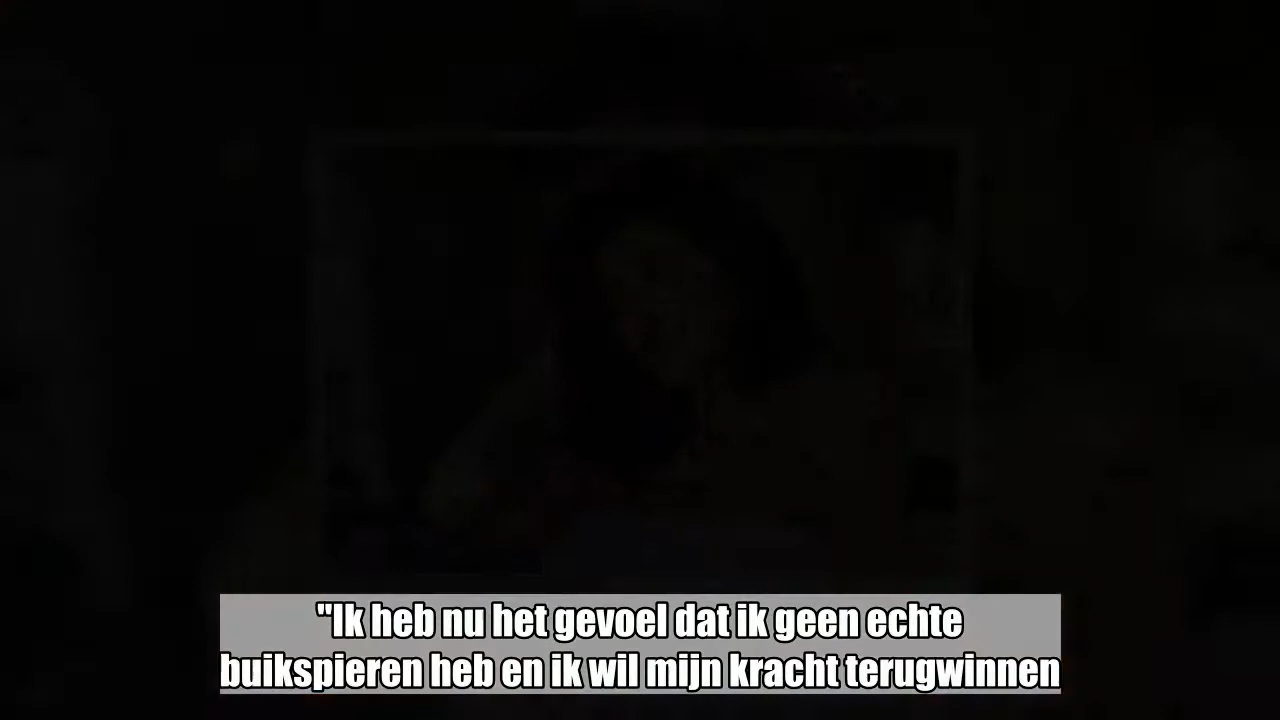 "Ik heb nu het gevoel dat ik geen echte
buikspieren heb en ik wil mijn kracht terugwinnen